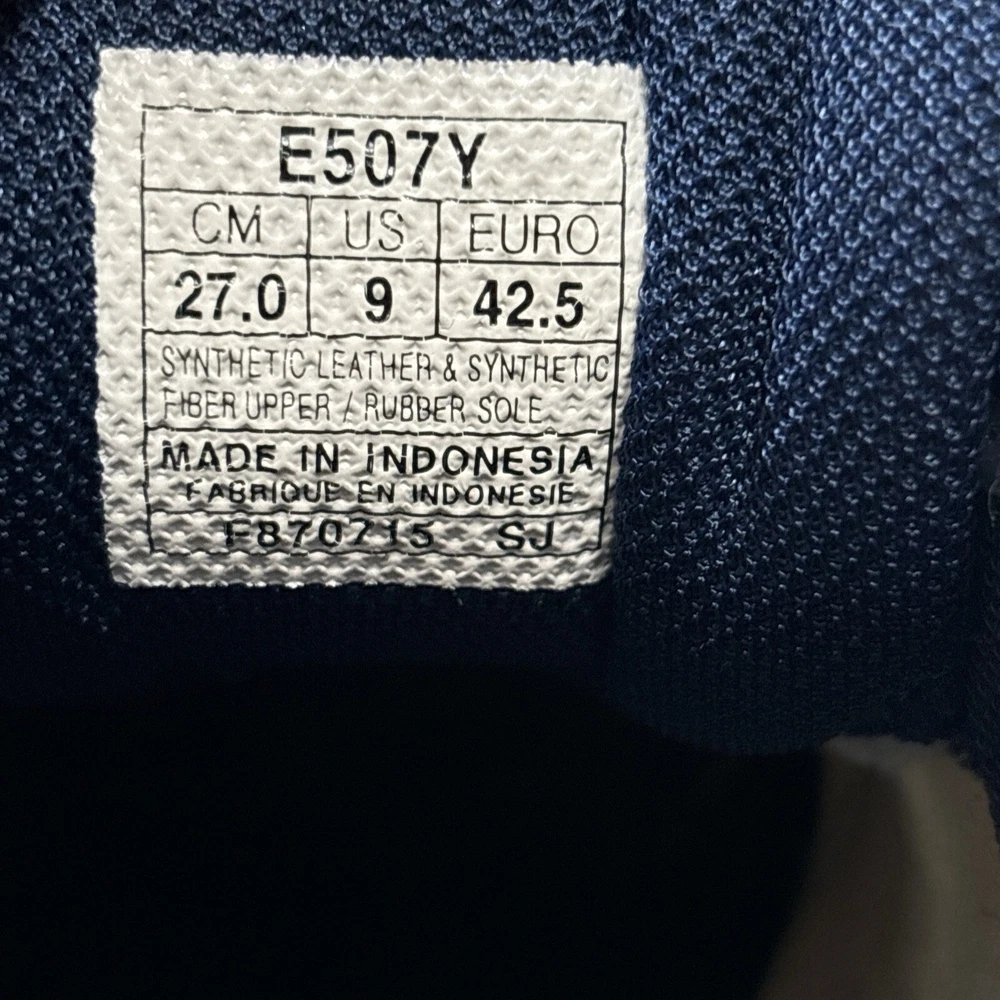 E507Y
CM US EURO
27.0 9 42.5
SYNTHETIC LEATHER & SYNTHETIC
FIBER UPPER / RUBBER SOLE
MADE IN INDONESIA
FABRIQUE EN INDONESIE
F870715 SJ